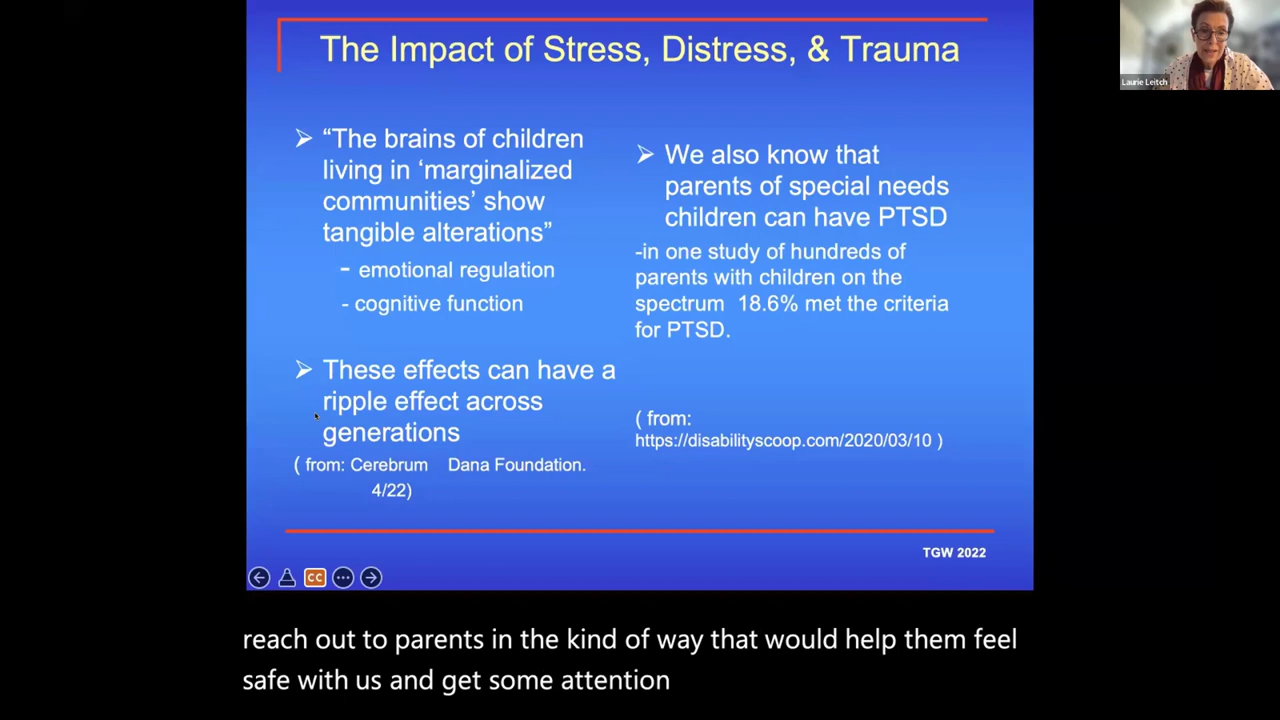 The Impact of Stress, Distress, & Trauma
“The brains of children
living in ‘marginalized
communities’ show
tangible alterations”
- emotional regulation
- cognitive function
These effects can have a
ripple effect across
generations
( from: Cerebrum Dana Foundation.
4/22)
We also know that
parents of special needs
children can have PTSD
-in one study of hundreds of
parents with children on the
spectrum 18.6% met the criteria
for PTSD.
( from:
https://disabilityscoop.com/2020/03/10 )
TGW 2022
CC
Laurie Leitch
reach out to parents in the kind of way that would help them feel
safe with us and get some attention